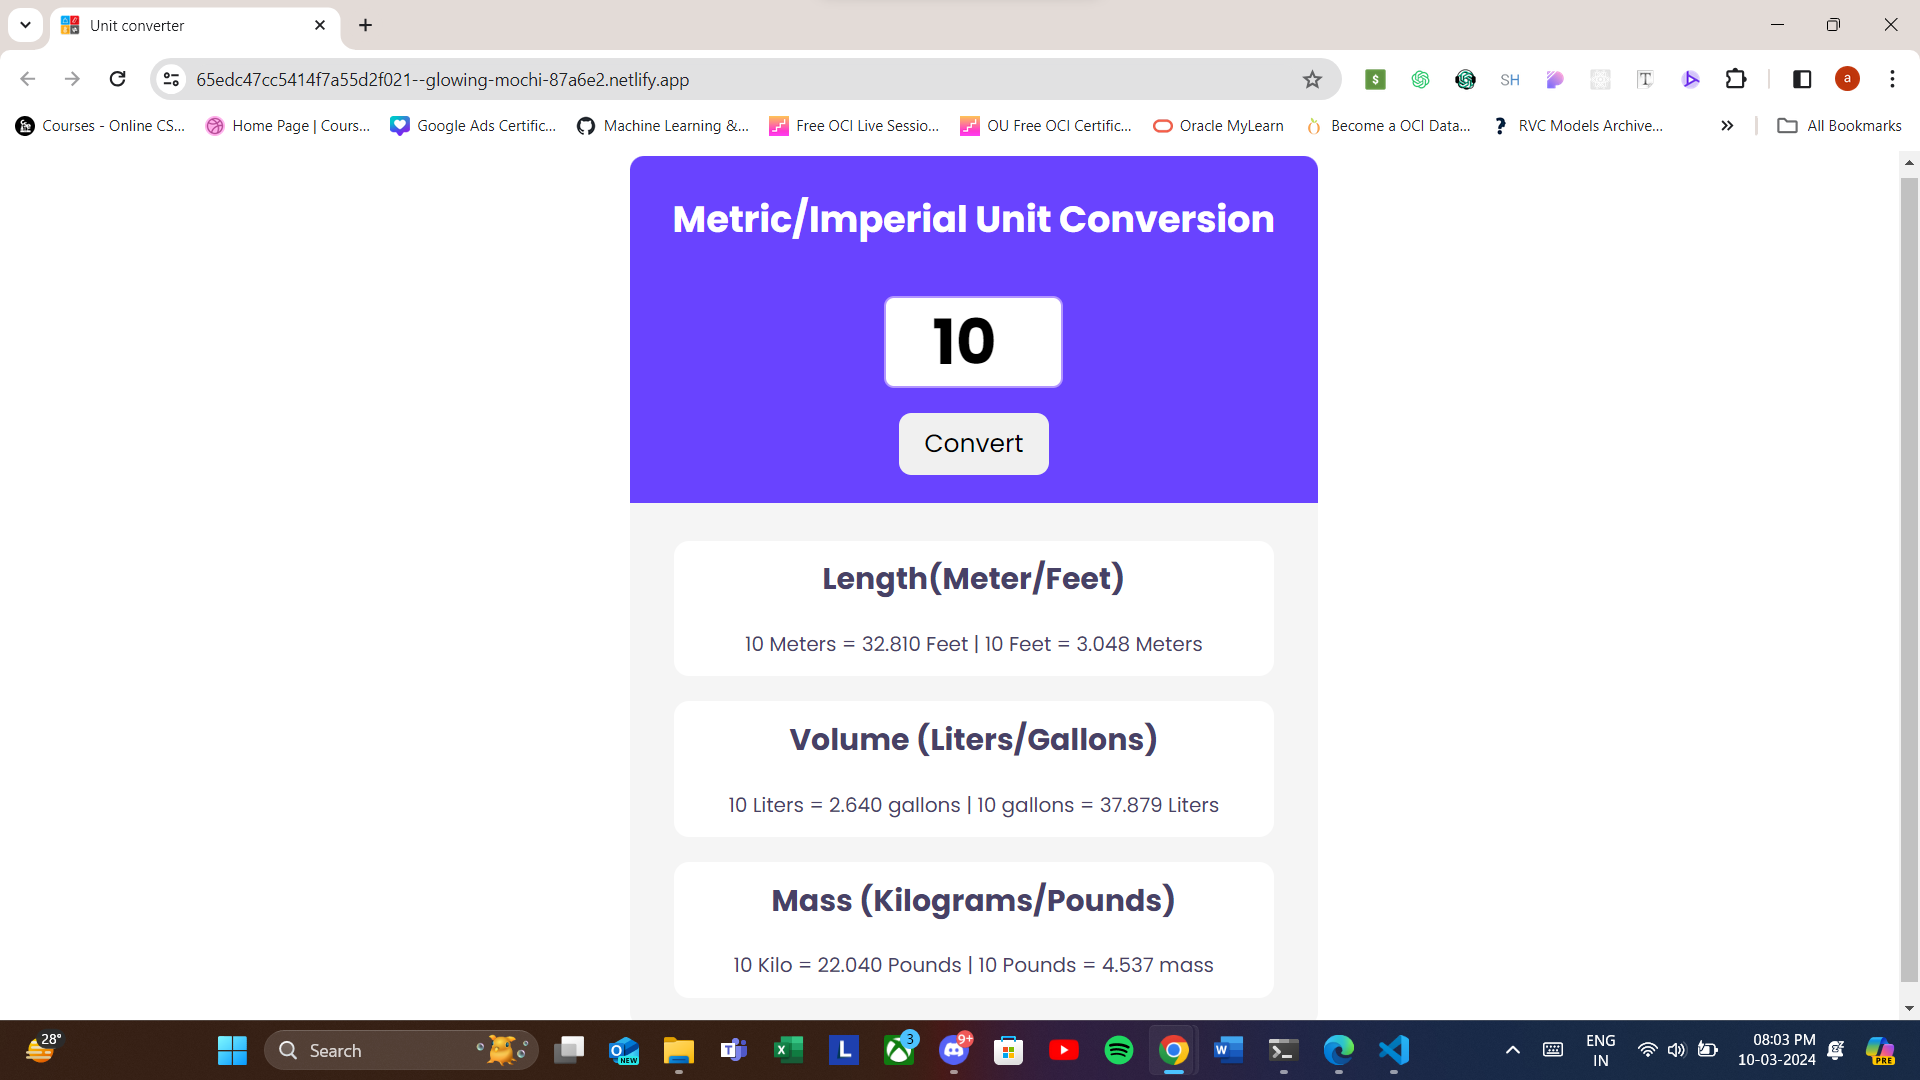 Unit converter
65edc47cc5414f7a55d2f021--glowing-mochi-87a6e2.netlify.app
$ SH T a
Courses - Online CS... Home Page | Cours... Google Ads Certific... Machine Learning &... Free OCI Live Sessio... OU Free OCI Certific... Oracle MyLearn Become a OCI Data... RVC Models Archive... » All Bookmarks
Metric/Imperial Unit Conversion
10
Convert
Length(Meter/Feet)
10 Meters = 32.810 Feet | 10 Feet = 3.048 Meters
Volume (Liters/Gallons)
10 Liters = 2.640 gallons | 10 gallons = 37.879 Liters
Mass (Kilograms/Pounds)
10 Kilo = 22.040 Pounds | 10 Pounds = 4.537 mass
28° Search NEW L 3 9+ ENG 08:03 PM
IN 10-03-2024 PRE